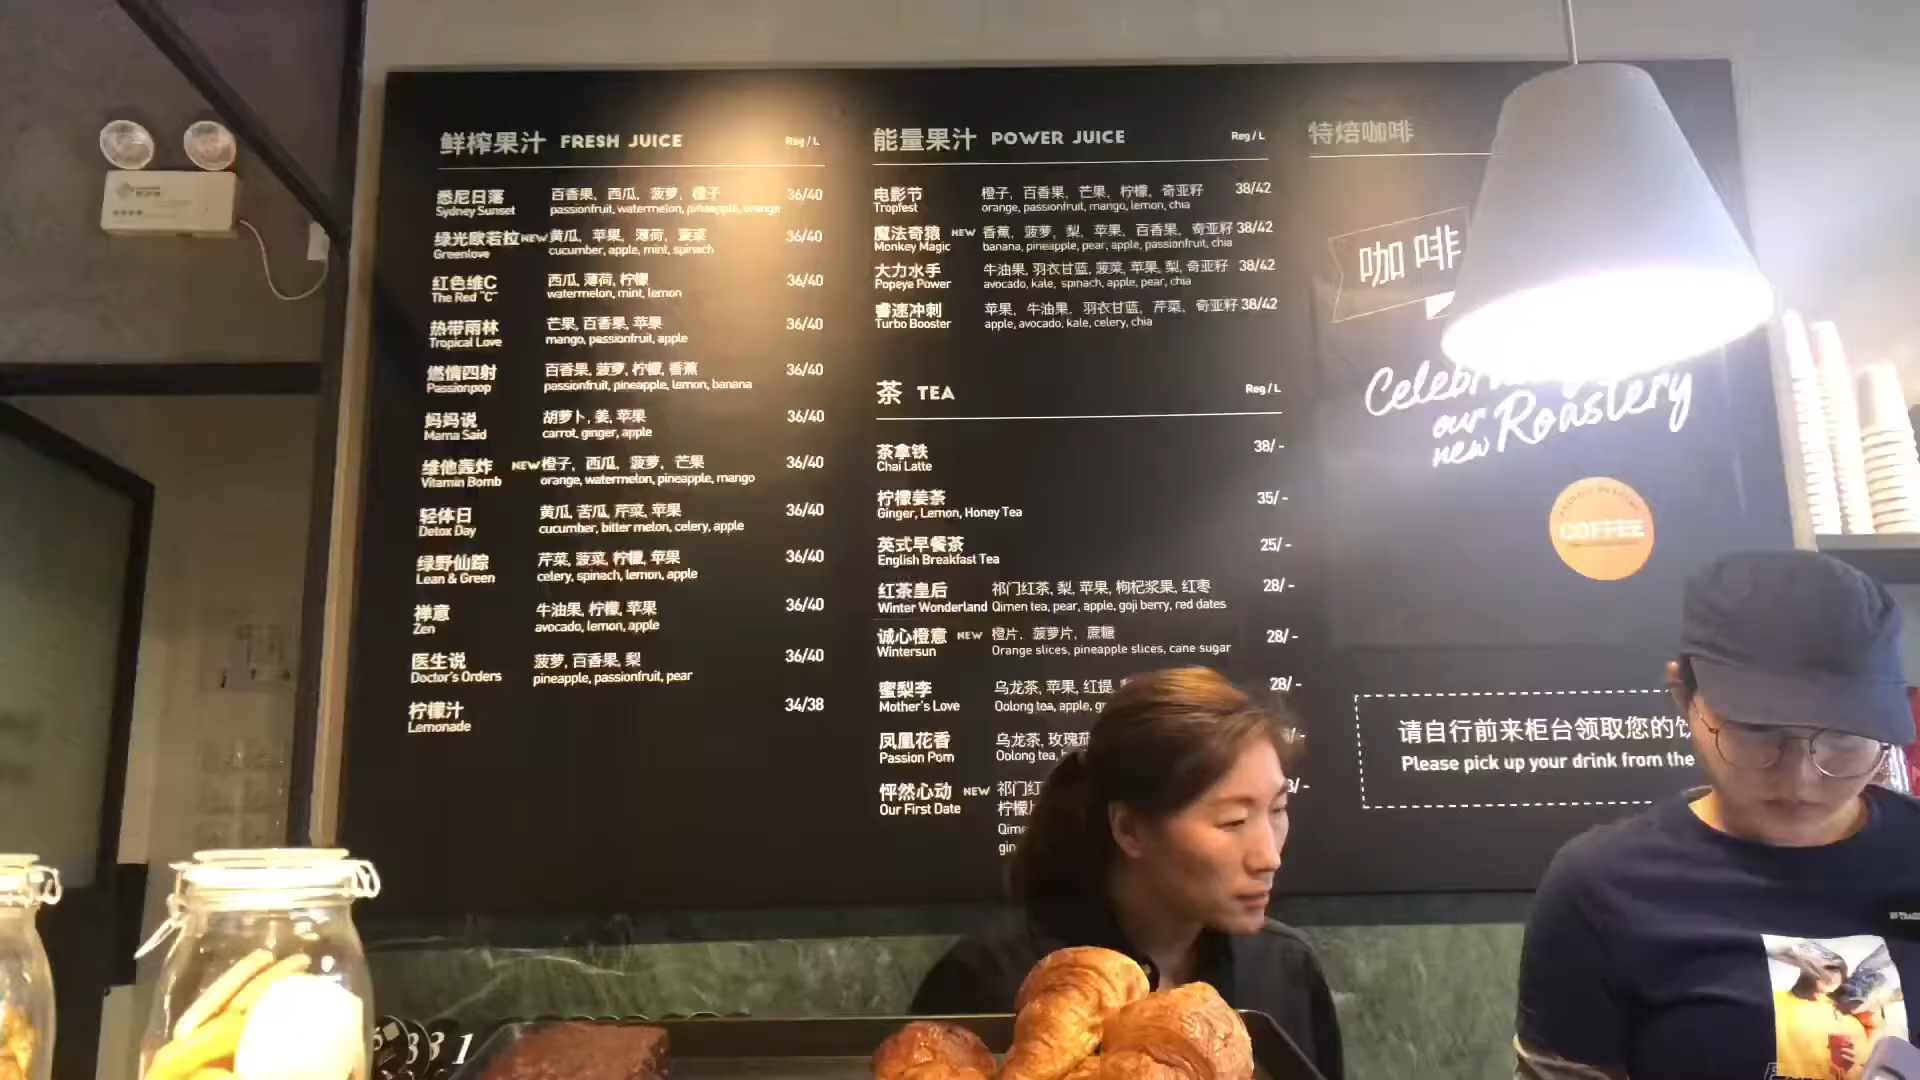 鲜榨果汁 FRESH JUICE Reg / L
悉尼日落 百香果, 西瓜, 菠萝, 橙子 36/40
Sydney Sunset passionfruit, watermelon, pineapple, orange
绿光欧若拉 NEW 黄瓜, 苹果, 薄荷, 菠菜 36/40
Greenlove cucumber, apple, mint, spinach
红色维C 西瓜, 薄荷, 柠檬 36/40
The Red "C" watermelon, mint, lemon
热带雨林 芒果, 百香果, 苹果 36/40
Tropical Love mango, passionfruit, apple
燃情四射 百香果, 菠萝, 柠檬, 香蕉 36/40
Passionpop passionfruit, pineapple, lemon, banana
妈妈说 胡萝卜, 姜, 苹果 36/40
Mama Said carrot, ginger, apple
维他轰炸 NEW 橙子, 西瓜, 菠萝, 芒果 36/40
Vitamin Bomb orange, watermelon, pineapple, mango
轻体日 黄瓜, 苦瓜, 芹菜, 苹果 36/40
Detox Day cucumber, bitter melon, celery, apple
绿野仙踪 芹菜, 菠菜, 柠檬, 苹果 36/40
Lean & Green celery, spinach, lemon, apple
禅意 牛油果, 柠檬, 苹果 36/40
Zen avocado, lemon, apple
医生说 菠萝, 百香果, 梨 36/40
Doctor's Orders pineapple, passionfruit, pear
柠檬汁 34/38
Lemonade
能量果汁 POWER JUICE Reg / L
电影节 橙子, 百香果, 芒果, 柠檬, 奇亚籽 38/42
Tropfest orange, passionfruit, mango, lemon, chia
魔法奇猿 NEW 香蕉, 菠萝, 梨, 苹果, 百香果, 奇亚籽 38/42
Monkey Magic banana, pineapple, pear, apple, passionfruit, chia
大力水手 牛油果, 羽衣甘蓝, 菠菜, 苹果, 梨, 奇亚籽 38/42
Popeye Power avocado, kale, spinach, apple, pear, chia
睿速冲刺 苹果, 牛油果, 羽衣甘蓝, 芹菜, 奇亚籽 38/42
Turbo Booster apple, avocado, kale, celery, chia
茶 TEA Reg / L
茶拿铁 38/-
Chai Latte
柠檬姜茶 35/-
Ginger, Lemon, Honey Tea
英式早餐茶 25/-
English Breakfast Tea
红茶皇后 祁门红茶, 梨, 苹果, 枸杞浆果, 红枣 28/-
Winter Wonderland Qimen tea, pear, apple, goji berry, red dates
诚心橙意 NEW 橙片, 菠萝片, 蔗糖 28/-
Wintersun Orange slices, pineapple slices, cane sugar
蜜梨李 乌龙茶, 苹果, 红提, 28/-
Mother's Love Oolong tea, apple,
凤凰花香 乌龙茶, 玫瑰茄
Passion Pom Oolong tea,
怦然心动 NEW 祁门红
Our First Date 柠檬
特焙咖啡
咖啡
our
new Roastery
COFFEE
请自行前来柜台领取您的
Please pick up your drink from the